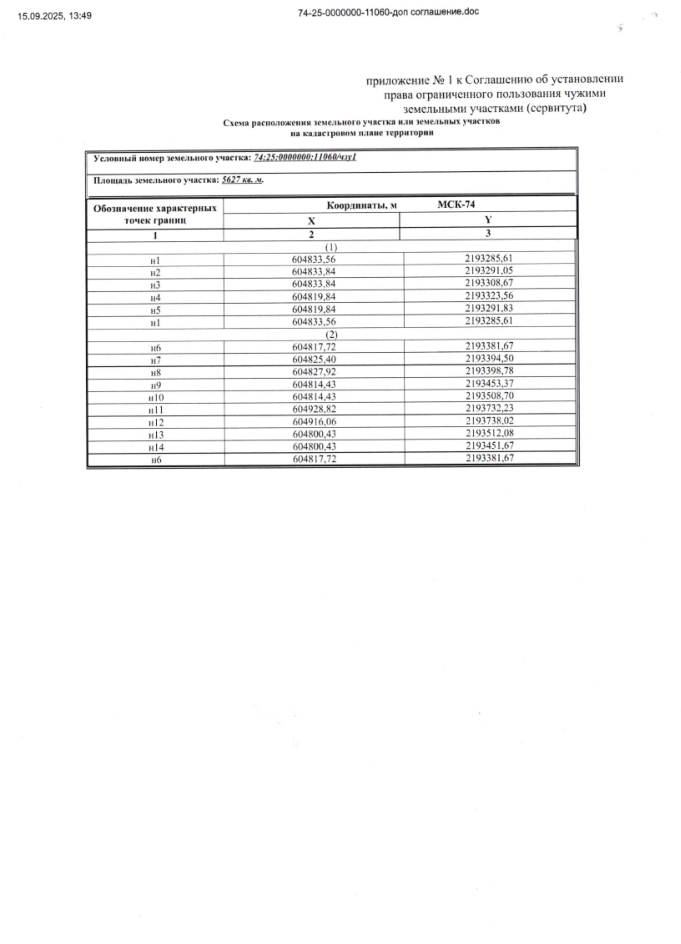 15.09.2025, 13:49
74-25-0000000-11060-доп соглашение.doc
приложение № 1 к Соглашению об установлении
права ограниченного пользования чужими
земельными участками (сервитута)
Схема расположения земельного участка или земельных участков
на кадастровом плане территории
Условный номер земельного участка: 74:25:0000000:11060/чзу1
Площадь земельного участка: 5627 кв. м.
Обозначение характерных точек границ Координаты, м МСК-74
X Y
1 2 3
(1)
н1 604833,56 2193285,61
н2 604833,84 2193291,05
н3 604833,84 2193308,67
н4 604819,84 2193323,56
н5 604819,84 2193291,83
н1 604833,56 2193285,61
(2)
н6 604817,72 2193381,67
н7 604825,40 2193394,50
н8 604827,92 2193398,78
н9 604814,43 2193453,37
н10 604814,43 2193508,70
н11 604928,82 2193732,23
н12 604916,06 2193738,02
н13 604800,43 2193512,08
н14 604800,43 2193451,67
н6 604817,72 2193381,67